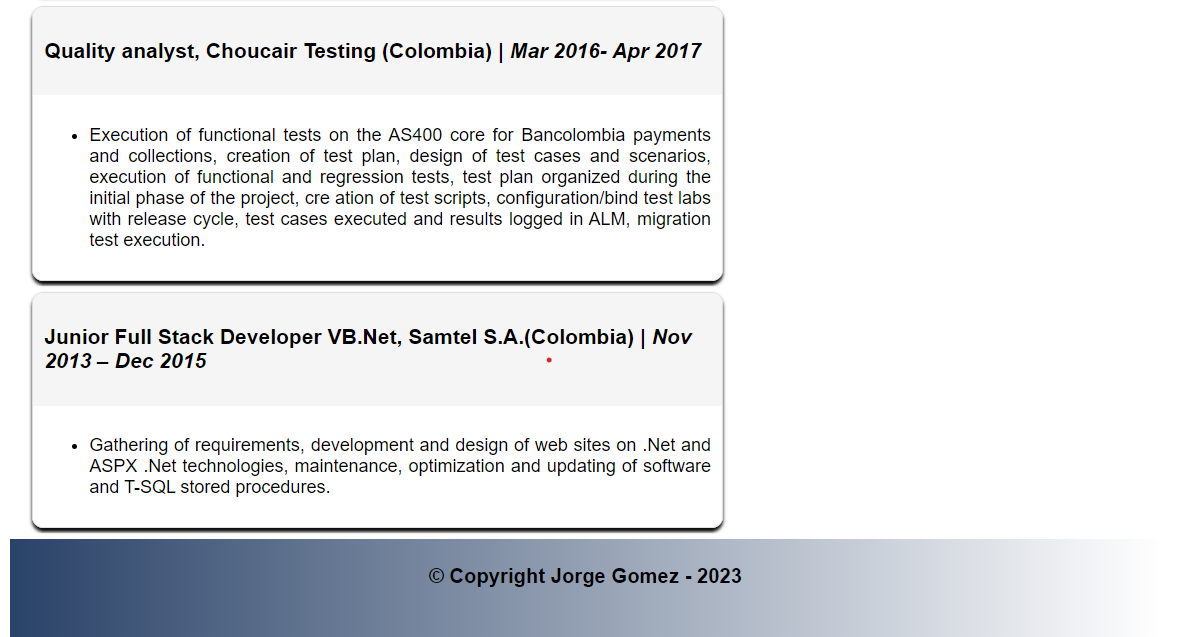 Quality analyst, Choucair Testing (Colombia) | Mar 2016- Apr 2017
• Execution of functional tests on the AS400 core for Bancolombia payments
and collections, creation of test plan, design of test cases and scenarios,
execution of functional and regression tests, test plan organized during the
initial phase of the project, cre ation of test scripts, configuration/bind test labs
with release cycle, test cases executed and results logged in ALM, migration
test execution.
Junior Full Stack Developer VB.Net, Samtel S.A.(Colombia) | Nov
2013 – Dec 2015
• Gathering of requirements, development and design of web sites on .Net and
ASPX .Net technologies, maintenance, optimization and updating of software
and T-SQL stored procedures.
© Copyright Jorge Gomez - 2023